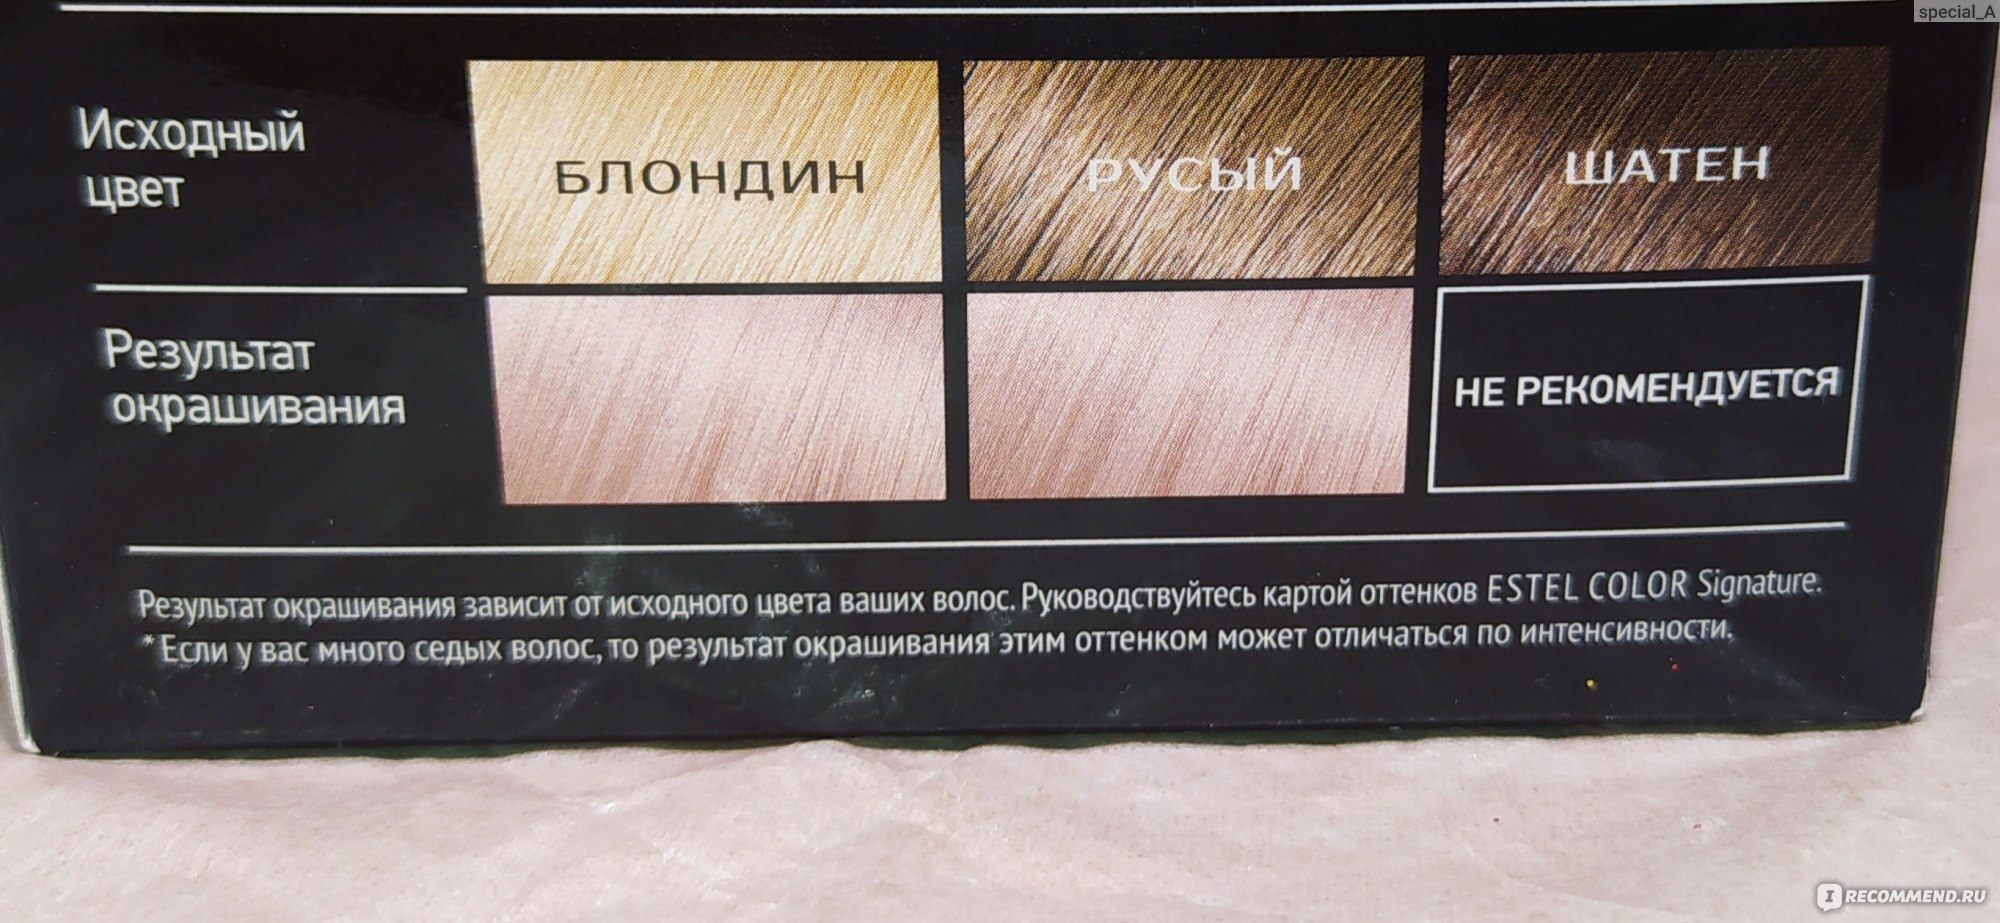 special_A
Исходный
цвет
БЛОНДИН
РУСЫЙ
ШАТЕН
Результат
окрашивания
НЕ РЕКОМЕНДУЕТСЯ
Результат окрашивания зависит от исходного цвета ваших волос. Руководствуйтесь картой оттенков ESTEL COLOR Signature.
* Если у вас много седых волос, то результат окрашивания этим оттенком может отличаться по интенсивности.
IRECOMMEND.RU